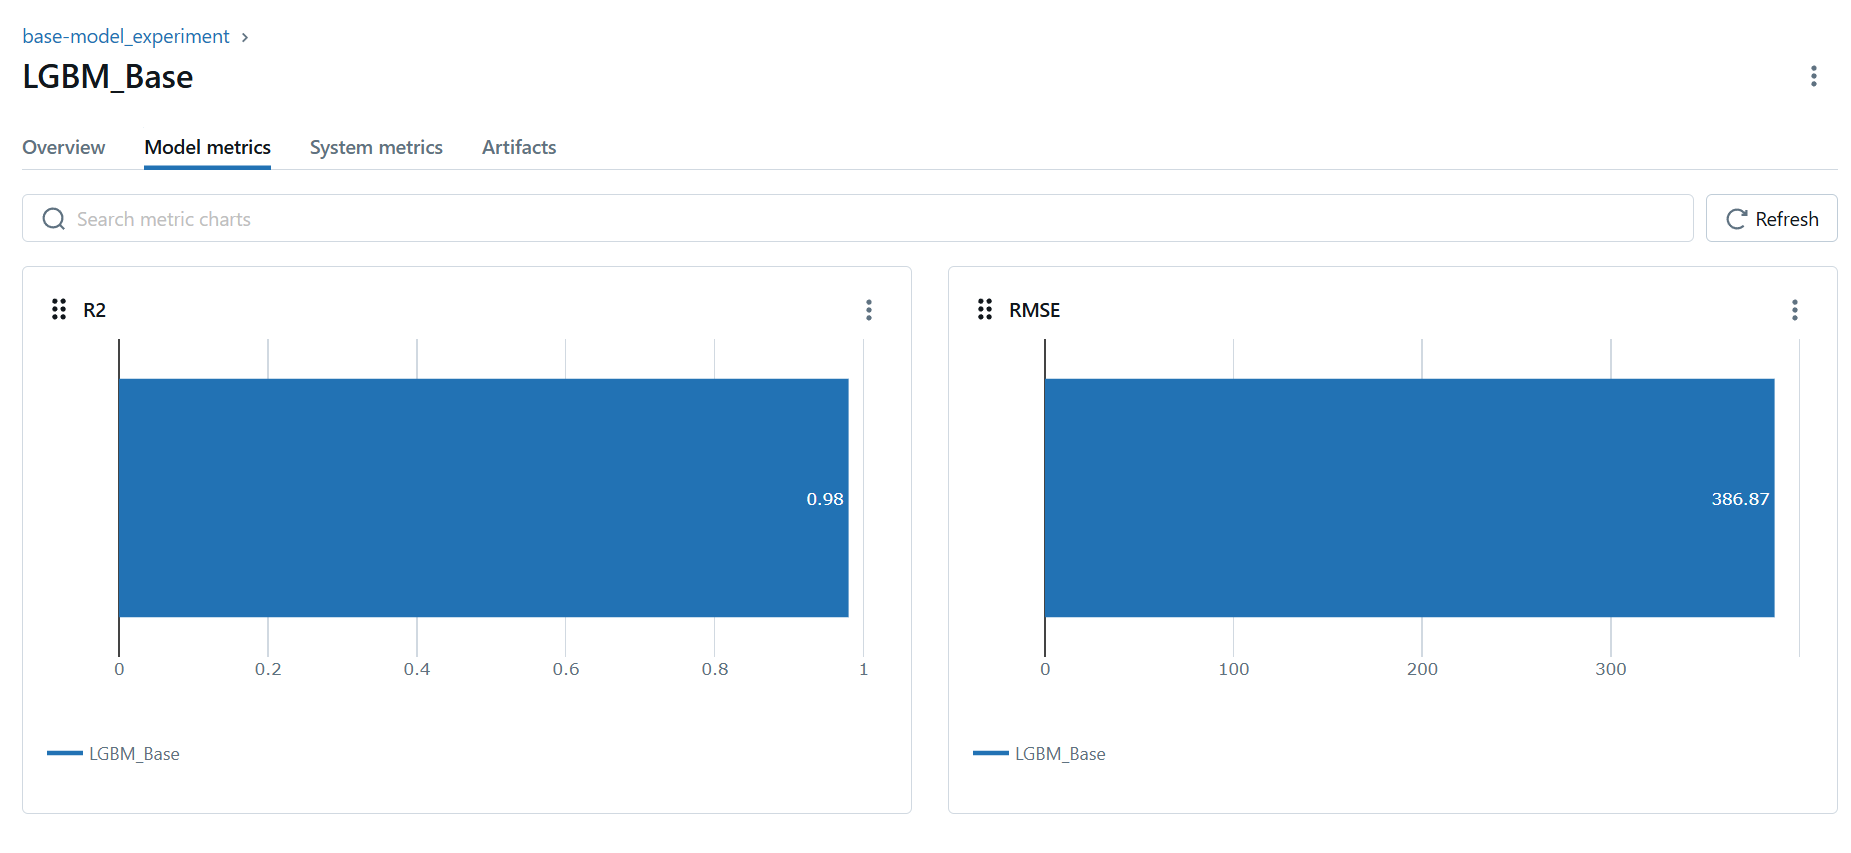 base-model_experiment
LGBM_Base
Overview Model metrics System metrics Artifacts
Search metric charts Refresh
R2
0.98
0 0.2 0.4 0.6 0.8 1
LGBM_Base
RMSE
386.87
0 100 200 300
LGBM_Base